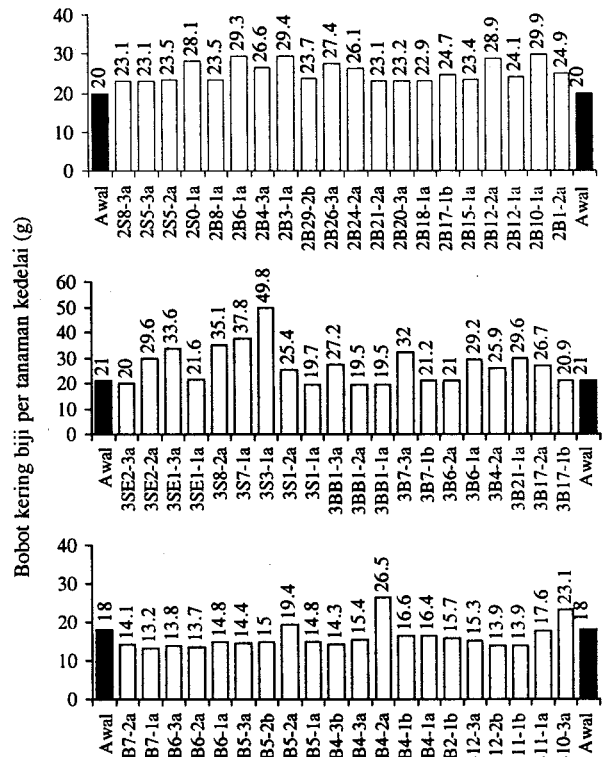 Bobot kering biji per tanaman kedelai (g)
40
30
20
10
0
20
23.1
23.1
23.5
28.1
23.5
29.3
26.6
29.4
23.7
27.4
26.1
23.1
23.2
22.9
24.7
23.4
28.9
24.1
29.9
24.9
20
Awal
2S8-3a
2S5-3a
2S5-2a
2S0-1a
2B8-1a
2B6-1a
2B4-3a
2B3-1a
2B29-2b
2B26-3a
2B24-2a
2B21-2a
2B20-3a
2B18-1a
2B17-1b
2B15-1a
2B12-2a
2B12-1a
2B10-1a
2B1-2a
Awal
60
50
40
30
20
10
0
21
20
29.6
33.6
21.6
35.1
37.8
49.8
25.4
19.7
27.2
19.5
19.5
32
21.2
21
29.2
25.9
29.6
26.7
20.9
21
Awal
3SE2-3a
3SE2-2a
3SE1-3a
3SE1-1a
3S8-2a
3S7-1a
3S3-1a
3S1-2a
3S1-1a
3BB1-3a
3BB1-2a
3BB1-1a
3B7-3a
3B7-1b
3B6-2a
3B6-1a
3B4-2a
3B21-1a
3B17-2a
3B17-1b
Awal
40
30
20
10
0
18
14.1
13.2
13.8
13.7
14.8
14.4
15
19.4
14.8
14.3
15.4
26.5
16.6
16.4
15.7
15.3
13.9
13.9
17.6
23.1
18
Awal
B7-2a
B7-1a
B6-3a
B6-2a
B6-1a
B5-3a
B5-2b
B5-2a
B5-1a
B4-3b
B4-3a
B4-2a
B4-1b
B4-1a
B2-1b
12-3a
12-2b
11-1b
11-1a
10-3a
Awal